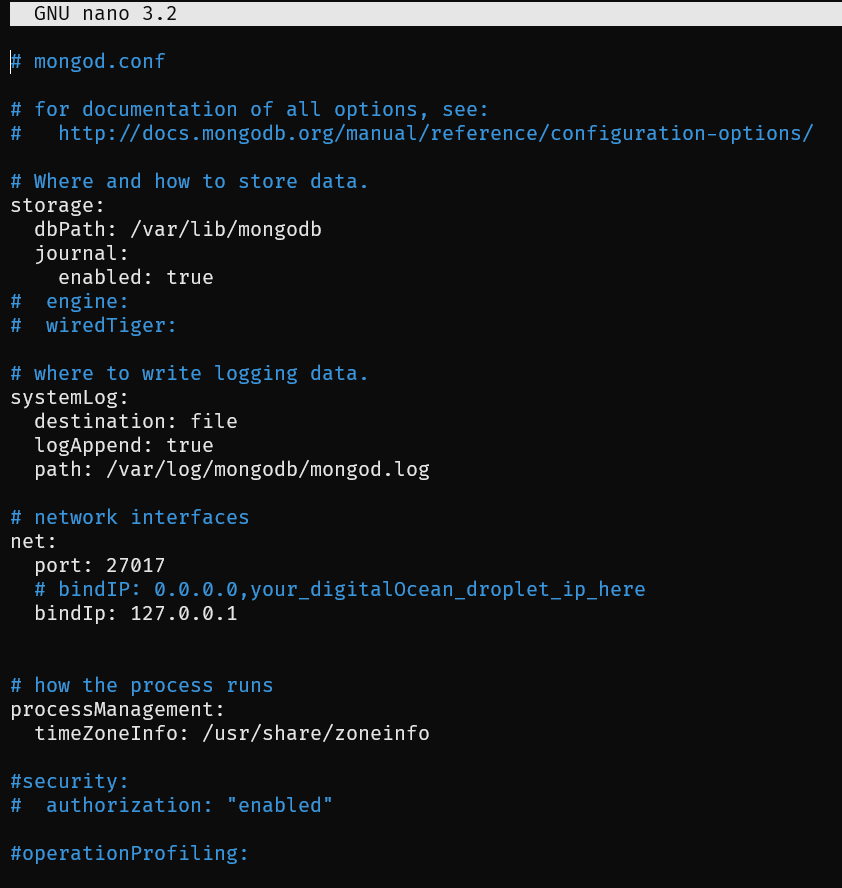 GNU nano 3.2
# mongod.conf
# for documentation of all options, see:
#   http://docs.mongodb.org/manual/reference/configuration-options/
# Where and how to store data.
storage:
  dbPath: /var/lib/mongodb
  journal:
    enabled: true
#  engine:
#  wiredTiger:
# where to write logging data.
systemLog:
  destination: file
  logAppend: true
  path: /var/log/mongodb/mongod.log
# network interfaces
net:
  port: 27017
  # bindIP: 0.0.0.0,your_digitalOcean_droplet_ip_here
  bindIp: 127.0.0.1
# how the process runs
processManagement:
  timeZoneInfo: /usr/share/zoneinfo
#security:
#  authorization: "enabled"
#operationProfiling: